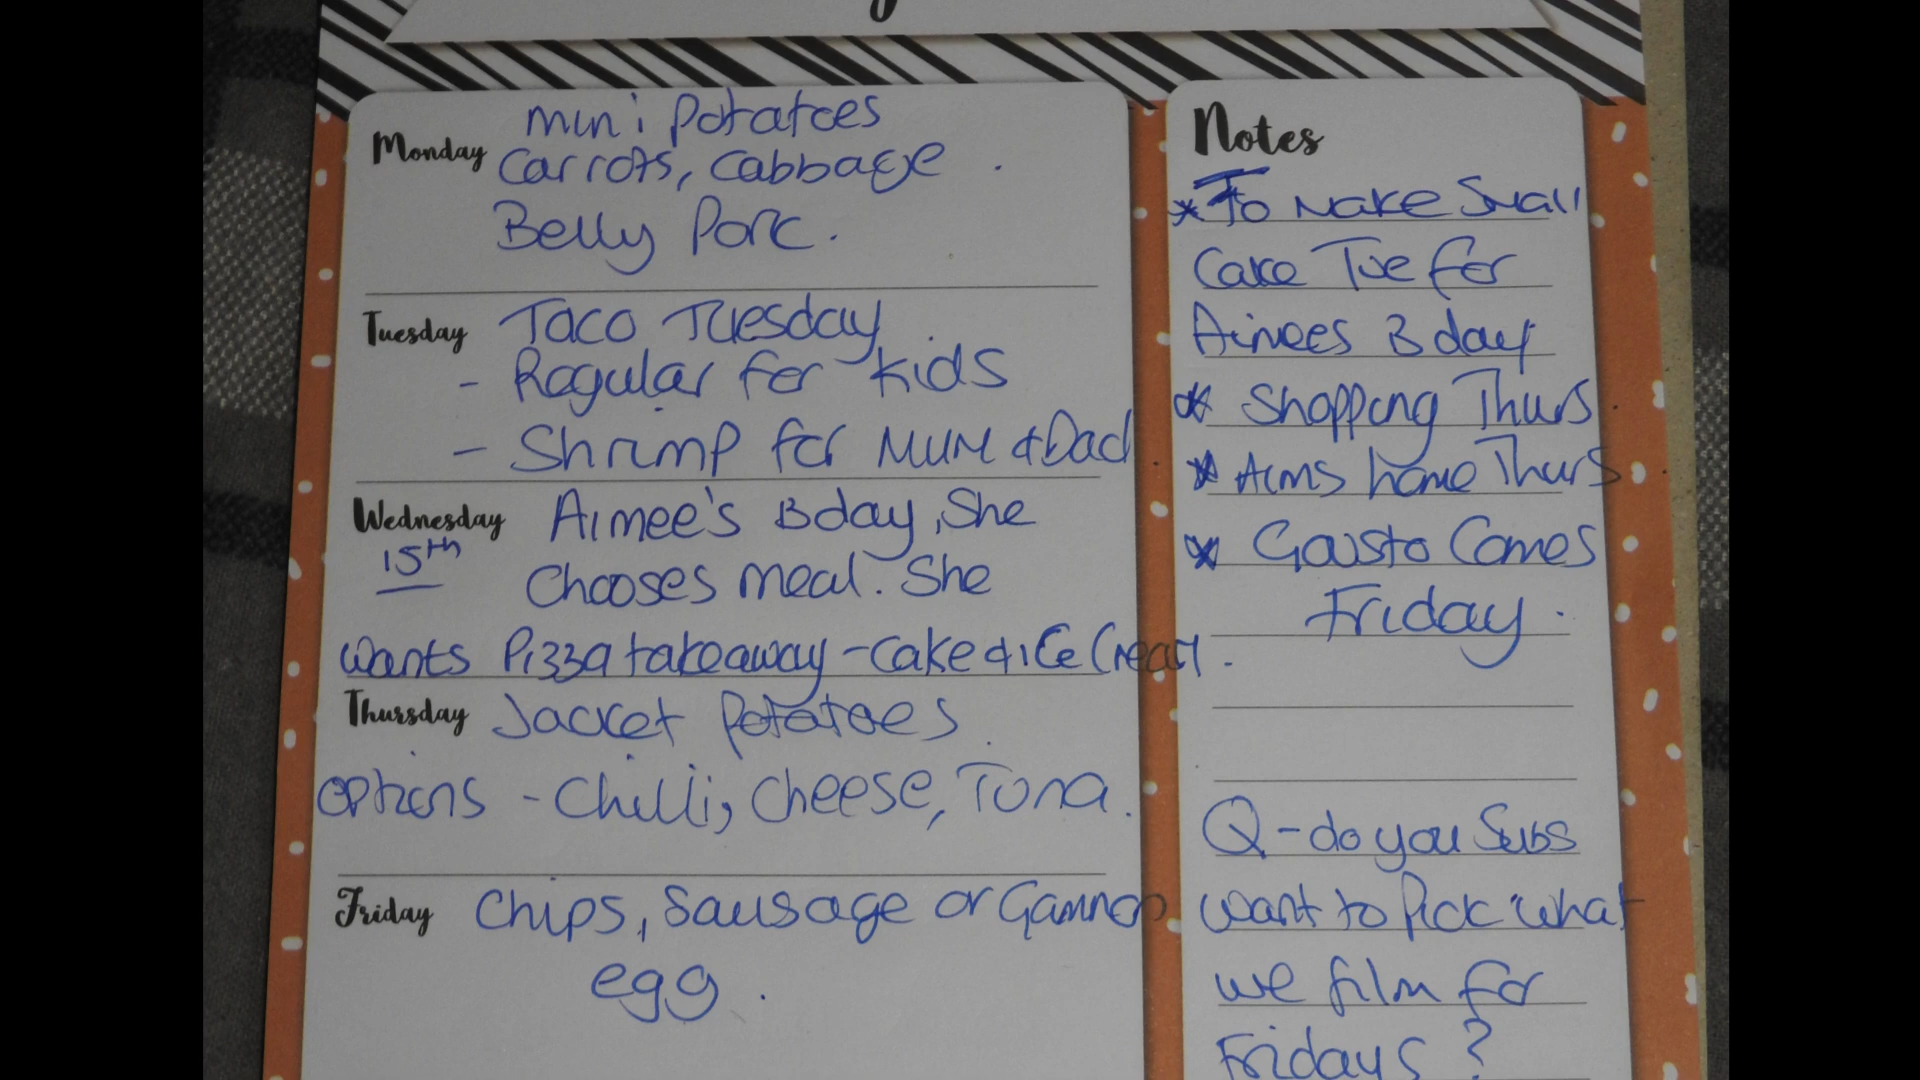 Monday
mini Potatoes
Carrots, Cabbage.
Belly Pork.
Tuesday
Taco Tuesday
- Regular for Kids
- Shrimp for MUM & Dad.
Wednesday
15th
Aimee's Bday, She
Chooses meal. She
wants Pizza takeaway - cake & ice Cream.
Thursday
Jacket Potatoes.
options - Chilli, Cheese, Tuna.
Friday
Chips, Sausage or Gammon
egg.
Notes
* To Make Small
Cake Tue for
Aimees Bday
* Shopping Thurs
* Aims home Thurs
* Gousto Comes
Friday.
Q - do you Subs
want to Pick what
we film for
Fridays?